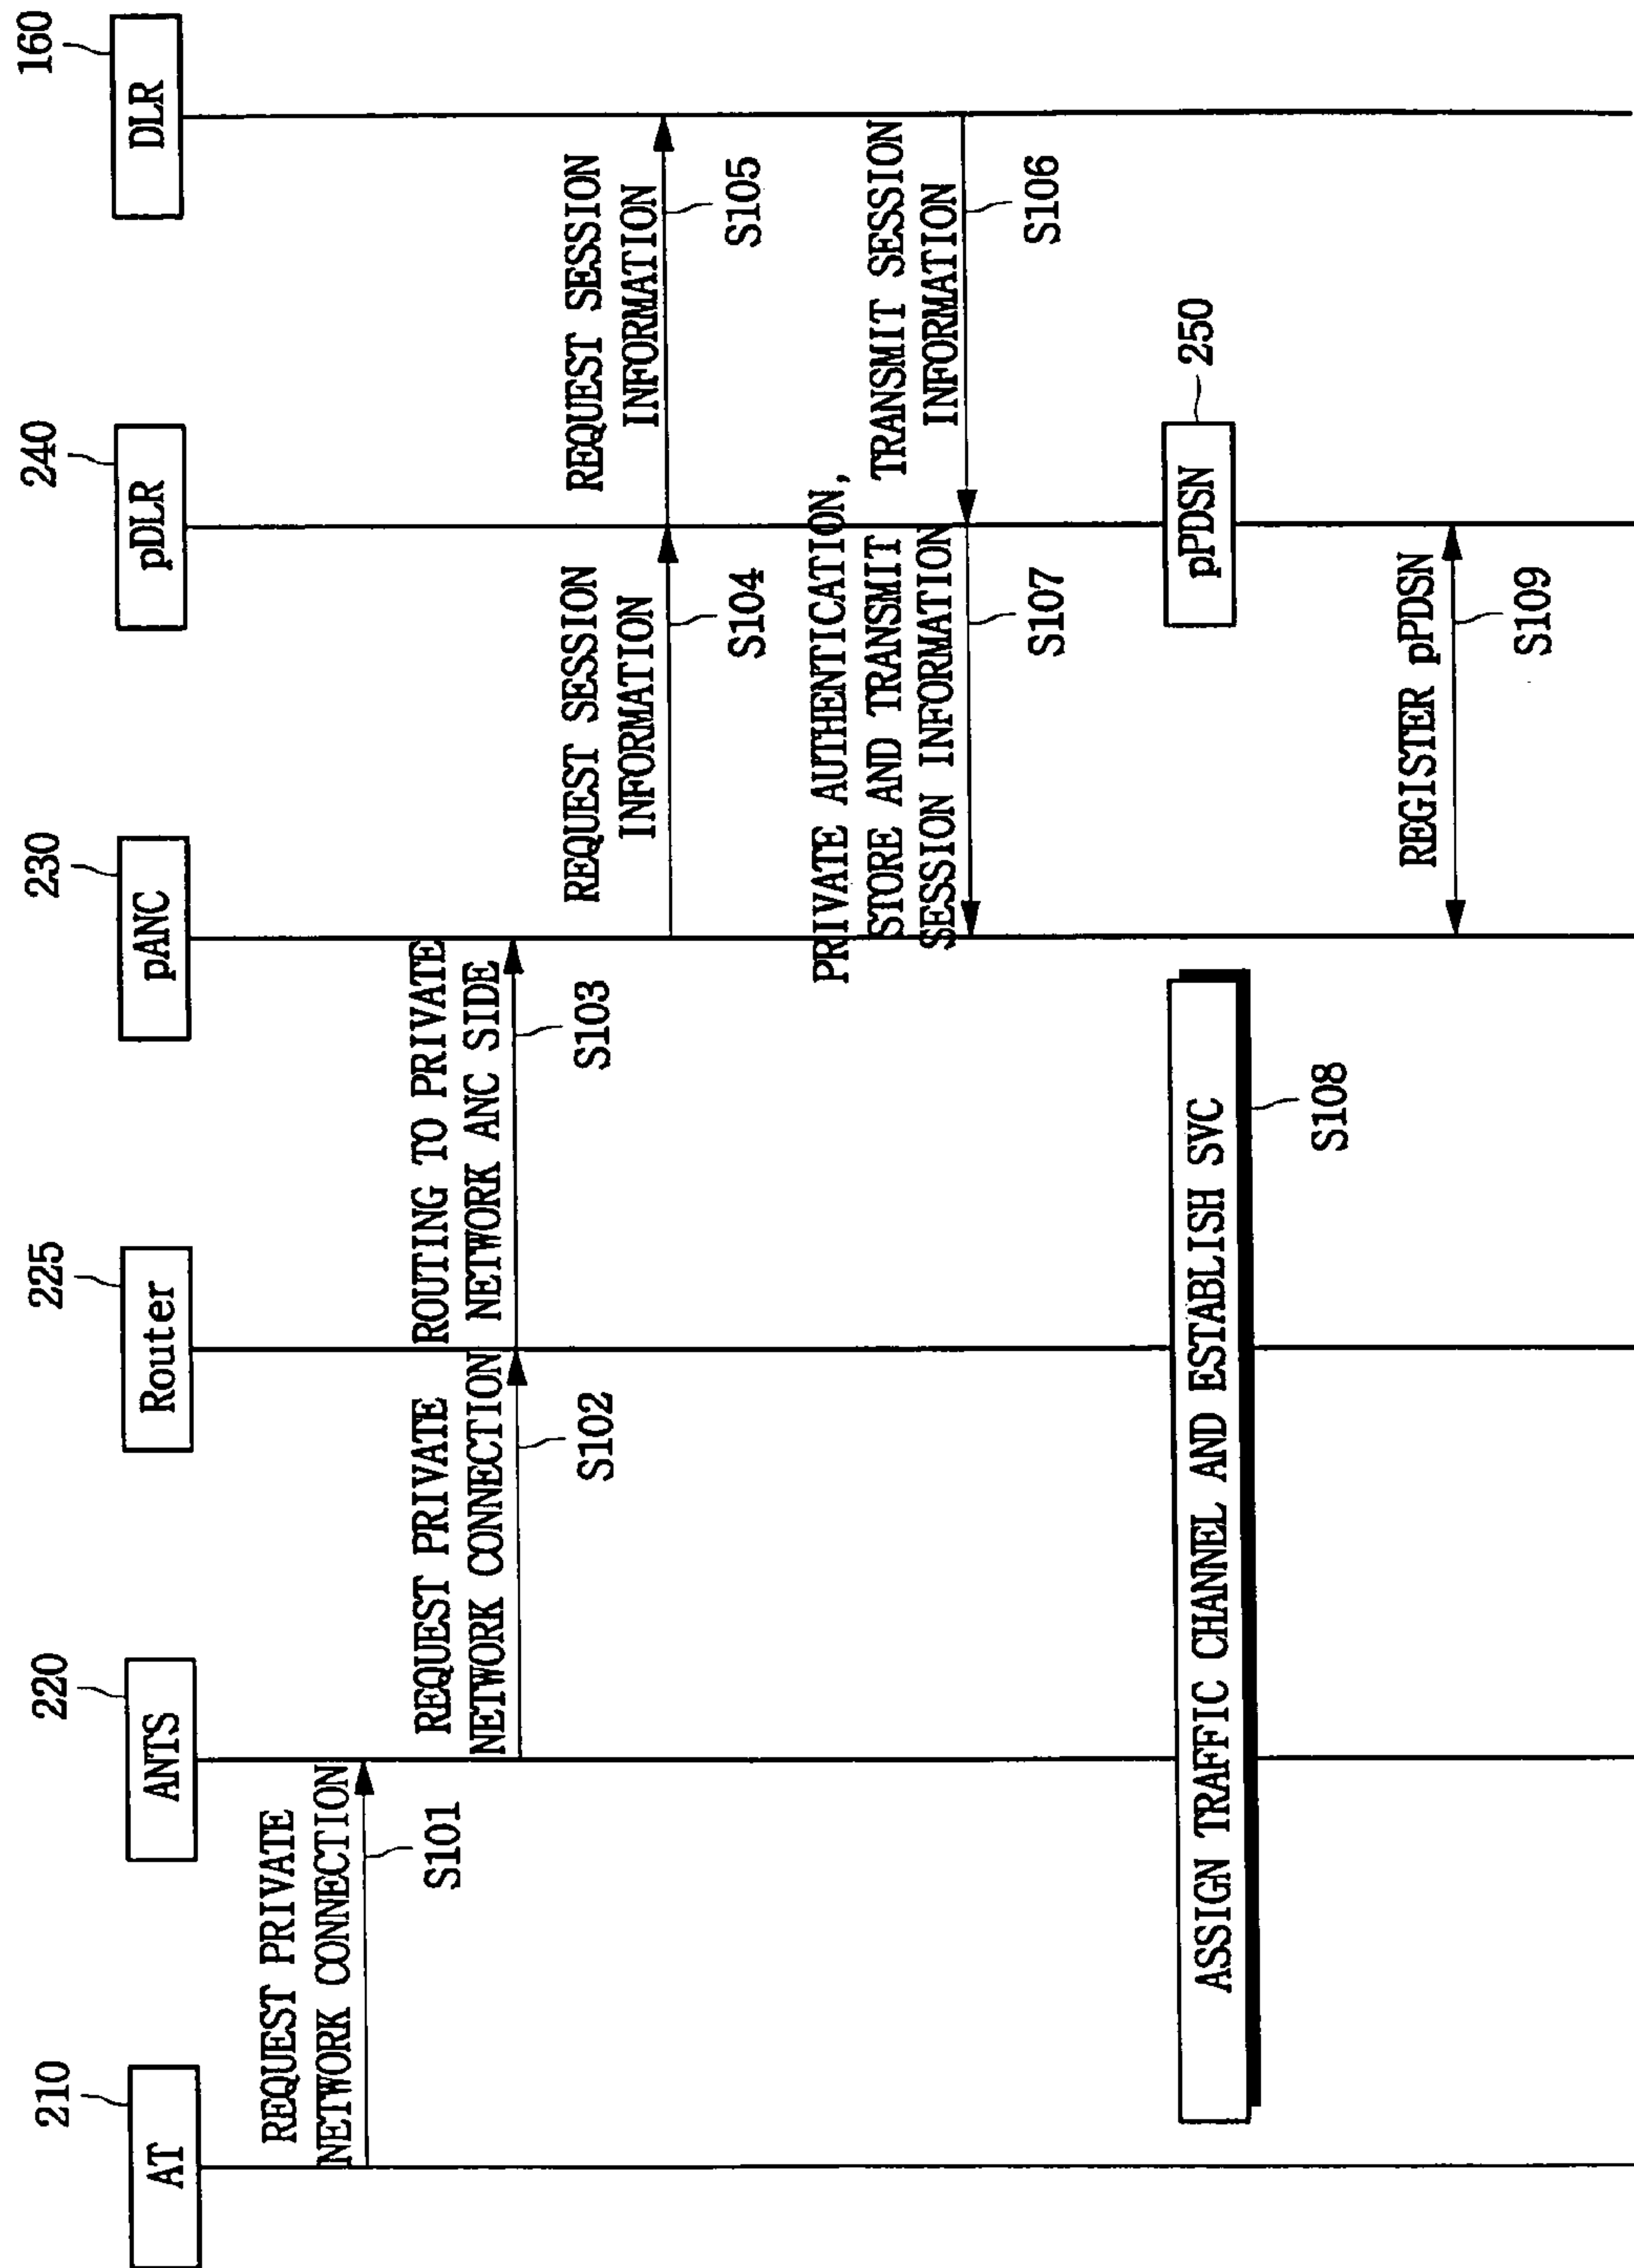 210
220
225
230
240
160
AT
ANTS
Router
pANC
pDLR
DLR
REQUEST PRIVATE
NETWORK CONNECTION
S101
REQUEST PRIVATE
NETWORK CONNECTION
S102
ROUTING TO PRIVATE
NETWORK ANC SIDE
S103
REQUEST SESSION
INFORMATION
S104
REQUEST SESSION
INFORMATION
S105
TRANSMIT SESSION
INFORMATION
S106
PRIVATE AUTHENTICATION,
STORE AND TRANSMIT
SESSION INFORMATION
S107
ASSIGN TRAFFIC CHANNEL AND ESTABLISH SVC
S108
pPDSN
250
REGISTER pPDSN
S109